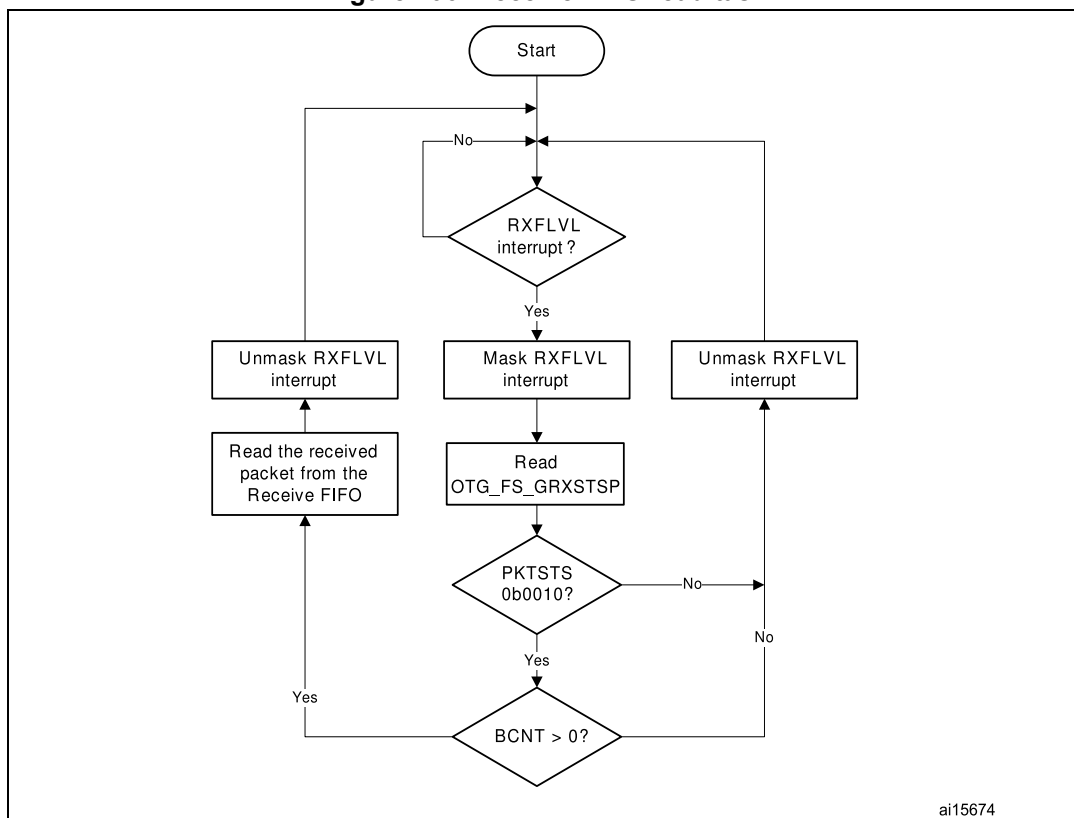 Start
No
RXFLVL
interrupt?
Yes
Unmask RXFLVL
interrupt
Mask RXFLVL
interrupt
Unmask RXFLVL
interrupt
Read the received
packet from the
Receive FIFO
Read
OTG_FS_GRXSTSP
PKTSTS
0b0010?
No
No
Yes
Yes
BCNT > 0?
ai15674